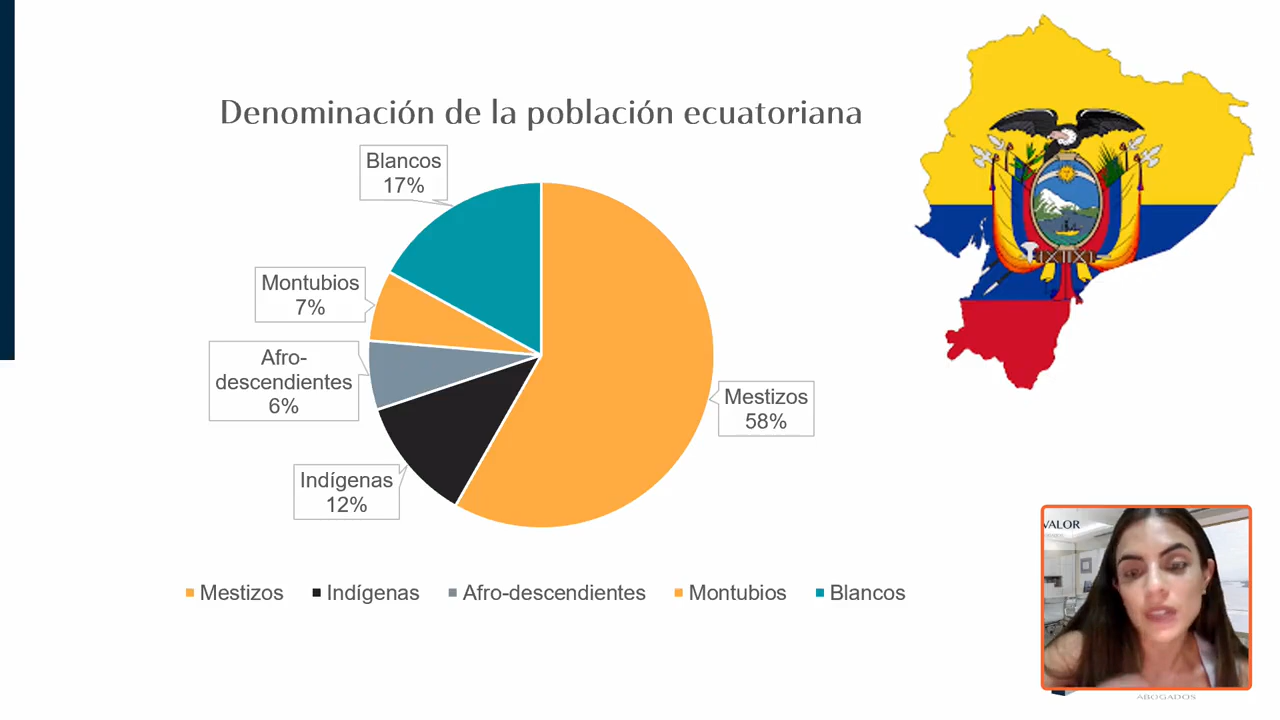 Denominación de la población ecuatoriana
Blancos
17%
Montubios
7%
Afro-
descendientes
6%
Indígenas
12%
Mestizos
58%
Mestizos Indígenas Afro-descendientes Montubios Blancos
VALOR
ABOGADOS